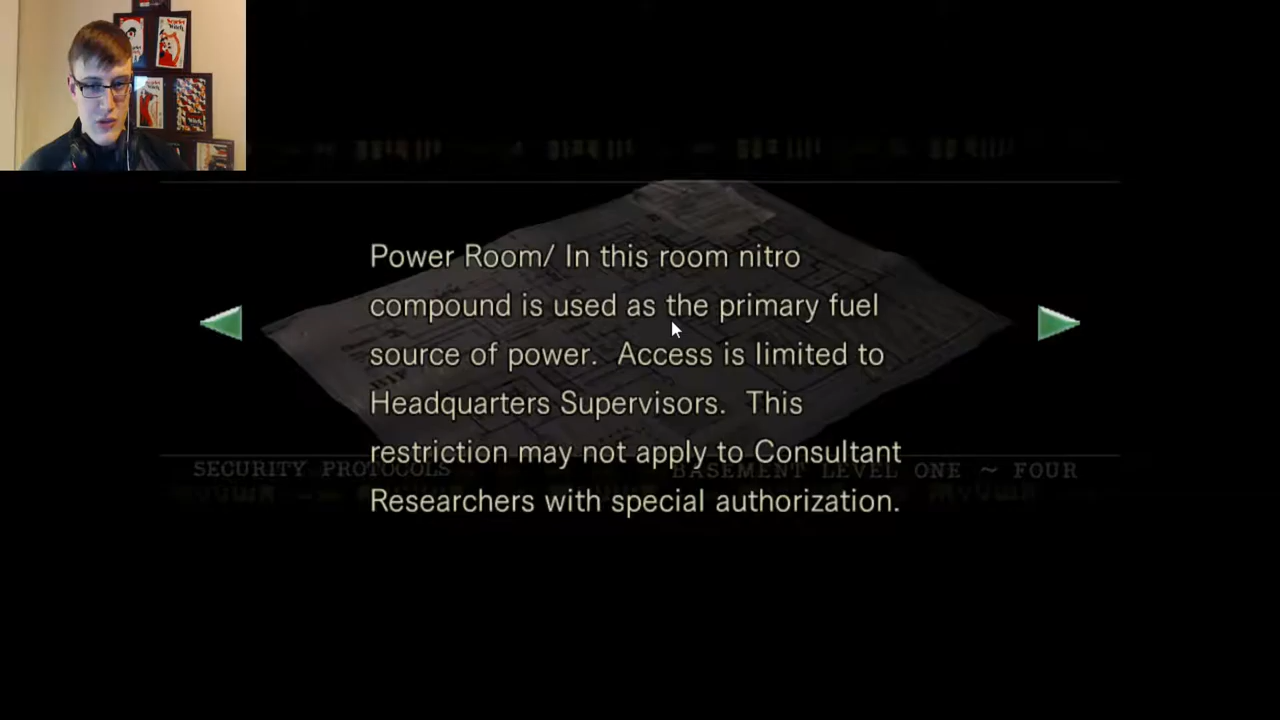 Power Room/ In this room nitro
compound is used as the primary fuel
source of power.  Access is limited to
Headquarters Supervisors.  This
restriction may not apply to Consultant
Researchers with special authorization.
SECURITY PROTOCOLS
BASEMENT LEVEL ONE ~ FOUR